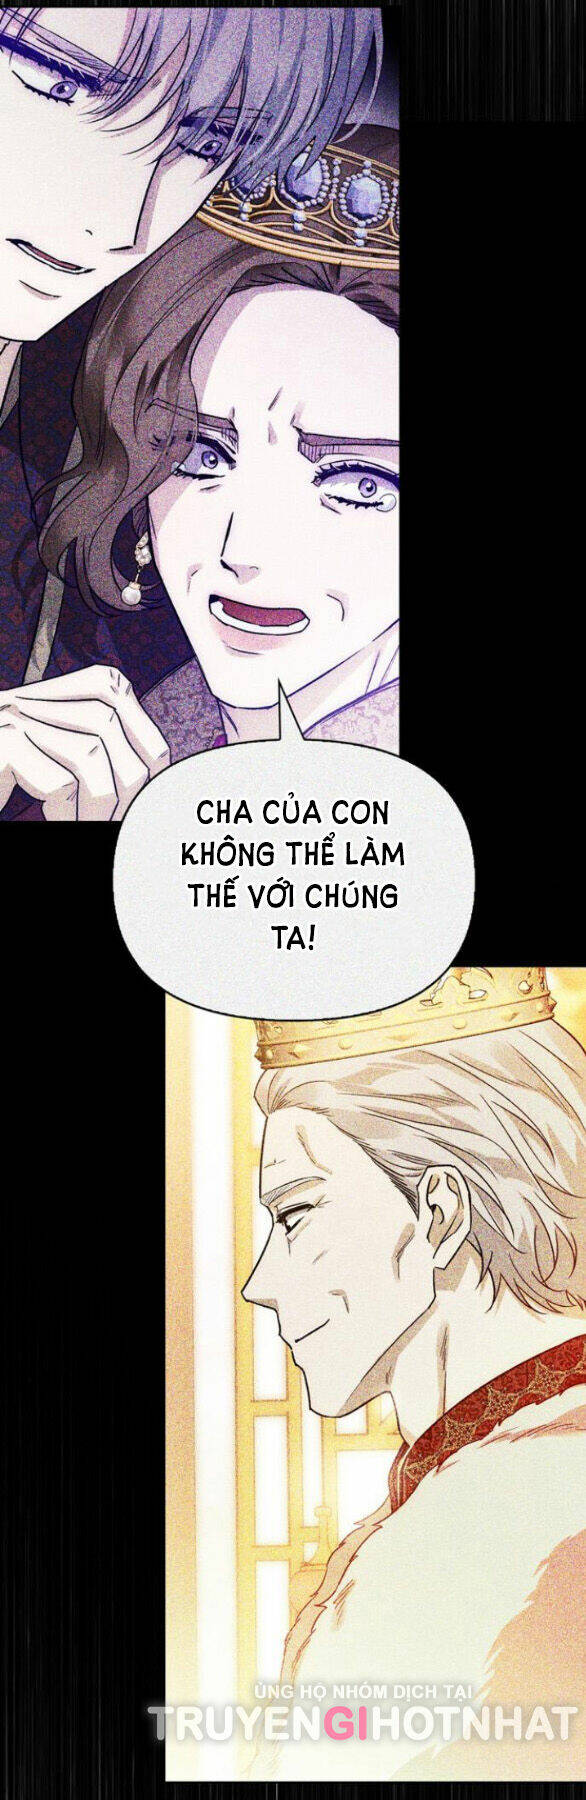 CHA CỦA CON
KHÔNG THỂ LÀM
THẾ VỚI CHÚNG
TA!
ỦNG HỘ NHÓM DỊCH TẠI
TRUYENGIHOTNHAT